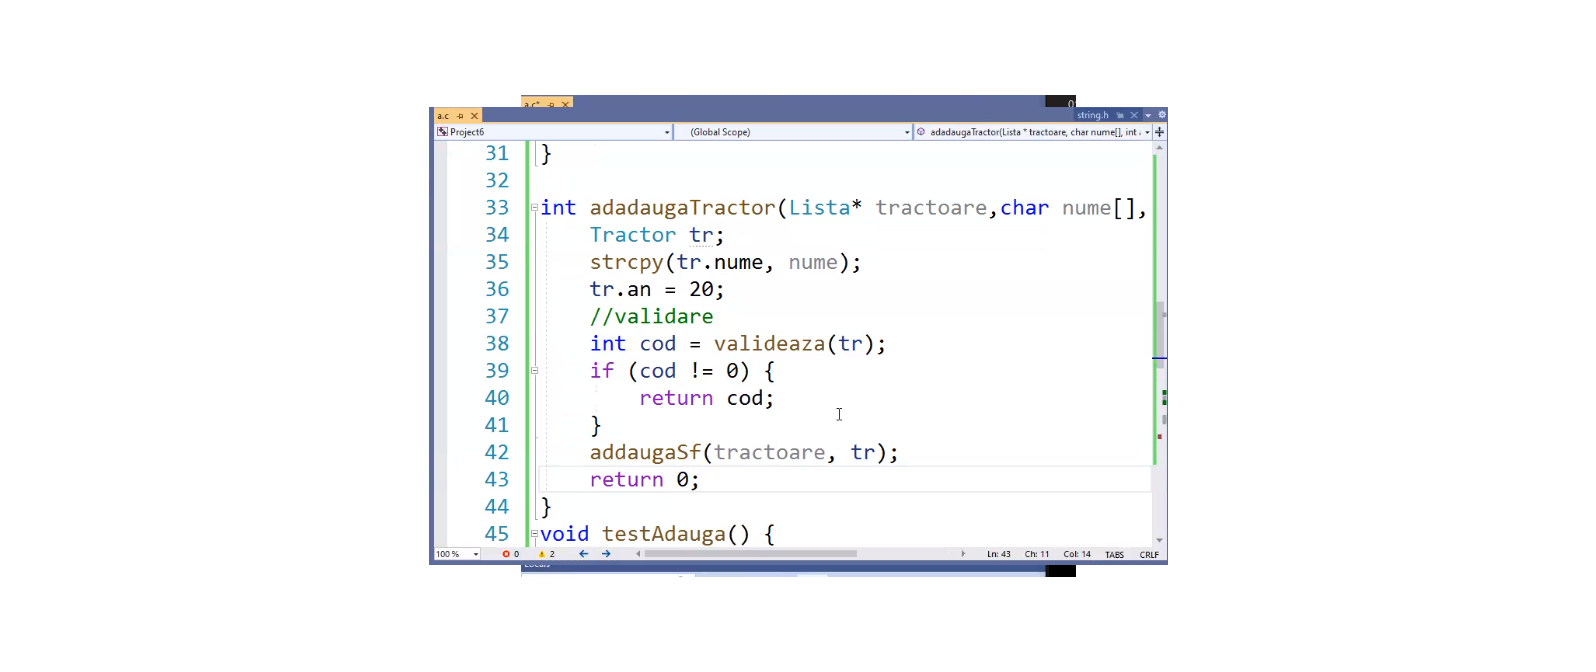 a.c*
0
a.c
string.h
Project6 (Global Scope) adadaugaTractor(Lista * tractoare, char nume[], int
31 }
32
33 int adadaugaTractor(Lista* tractoare,char nume[],
34 Tractor tr;
35 strcpy(tr.nume, nume);
36 tr.an = 20;
37 //validare
38 int cod = valideaza(tr);
39 if (cod != 0) {
40 return cod;
41 }
42 addaugaSf(tractoare, tr);
43 return 0;
44 }
45 void testAdauga() {
100 % 0 2 Ln: 43 Ch: 11 Col: 14 TABS CRLF